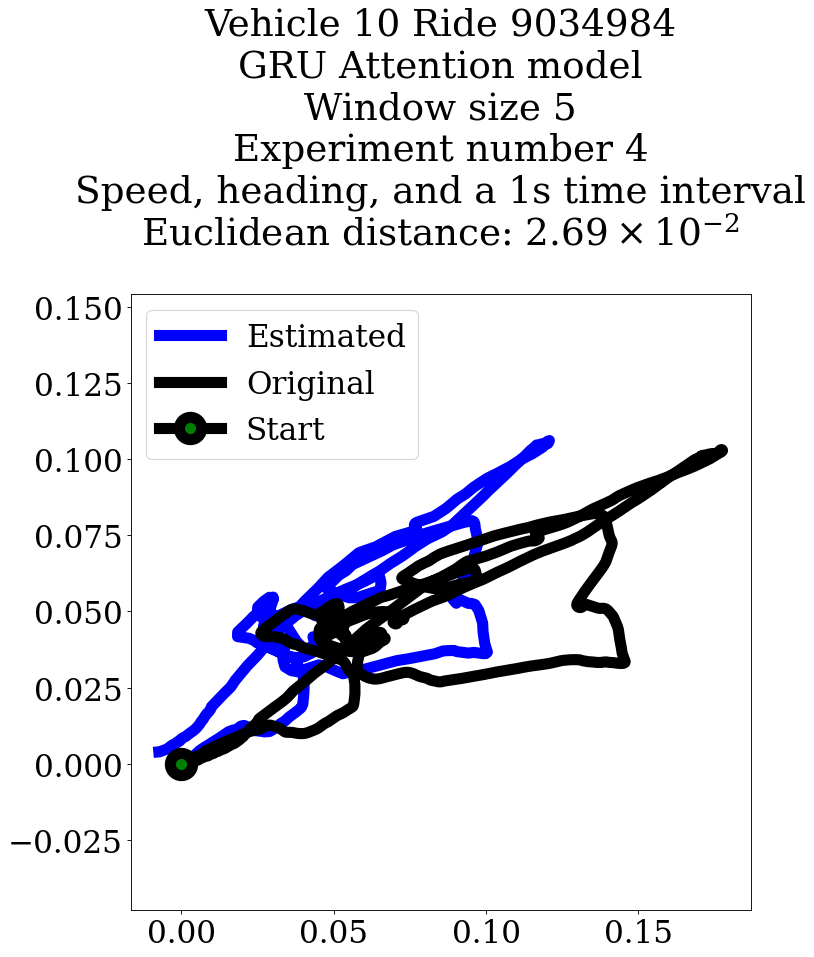 Vehicle 10 Ride 9034984
GRU Attention model
Window size 5
Experiment number 4
Speed, heading, and a 1s time interval
Euclidean distance: 2.69 × 10⁻²
0.150
0.125
0.100
0.075
0.050
0.025
0.000
−0.025
Estimated
Original
Start
0.00 0.05 0.10 0.15